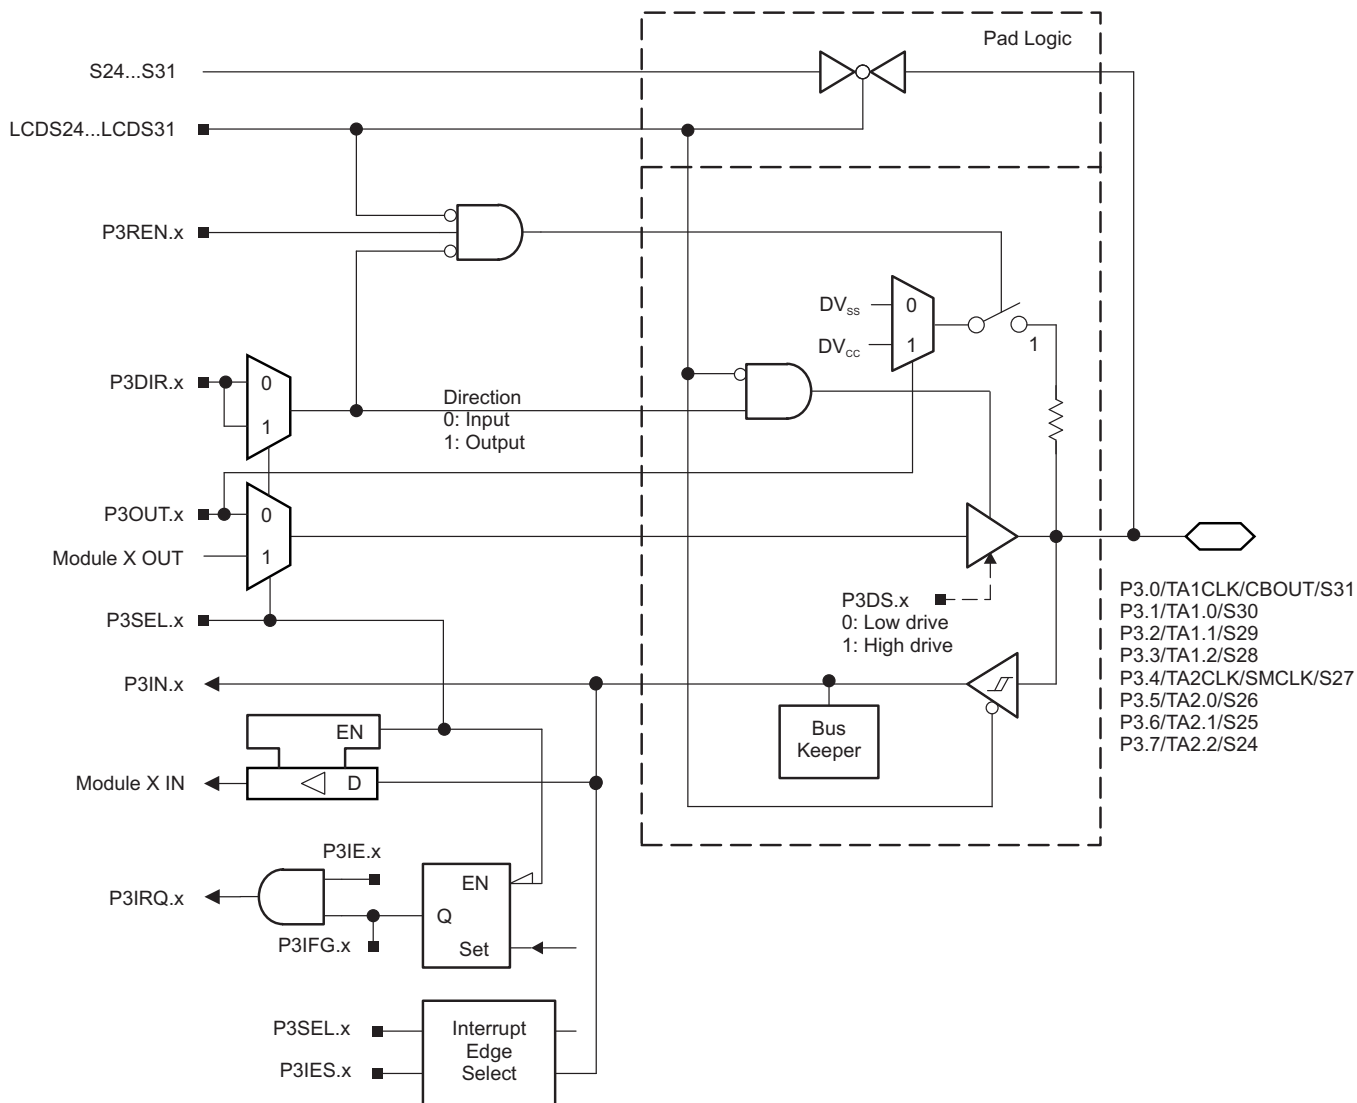 Pad Logic
S24...S31
LCDS24...LCDS31
P3REN.x
DVSS
0
DVCC
1
1
P3DIR.x
0
1
Direction
0: Input
1: Output
P3OUT.x
0
Module X OUT
1
P3DS.x
0: Low drive
1: High drive
P3SEL.x
P3IN.x
P3.0/TA1CLK/CBOUT/S31
P3.1/TA1.0/S30
P3.2/TA1.1/S29
P3.3/TA1.2/S28
P3.4/TA2CLK/SMCLK/S27
P3.5/TA2.0/S26
P3.6/TA2.1/S25
P3.7/TA2.2/S24
Bus
Keeper
EN
Module X IN
D
P3IE.x
P3IRQ.x
EN
Q
P3IFG.x
Set
P3SEL.x
P3IES.x
Interrupt
Edge
Select